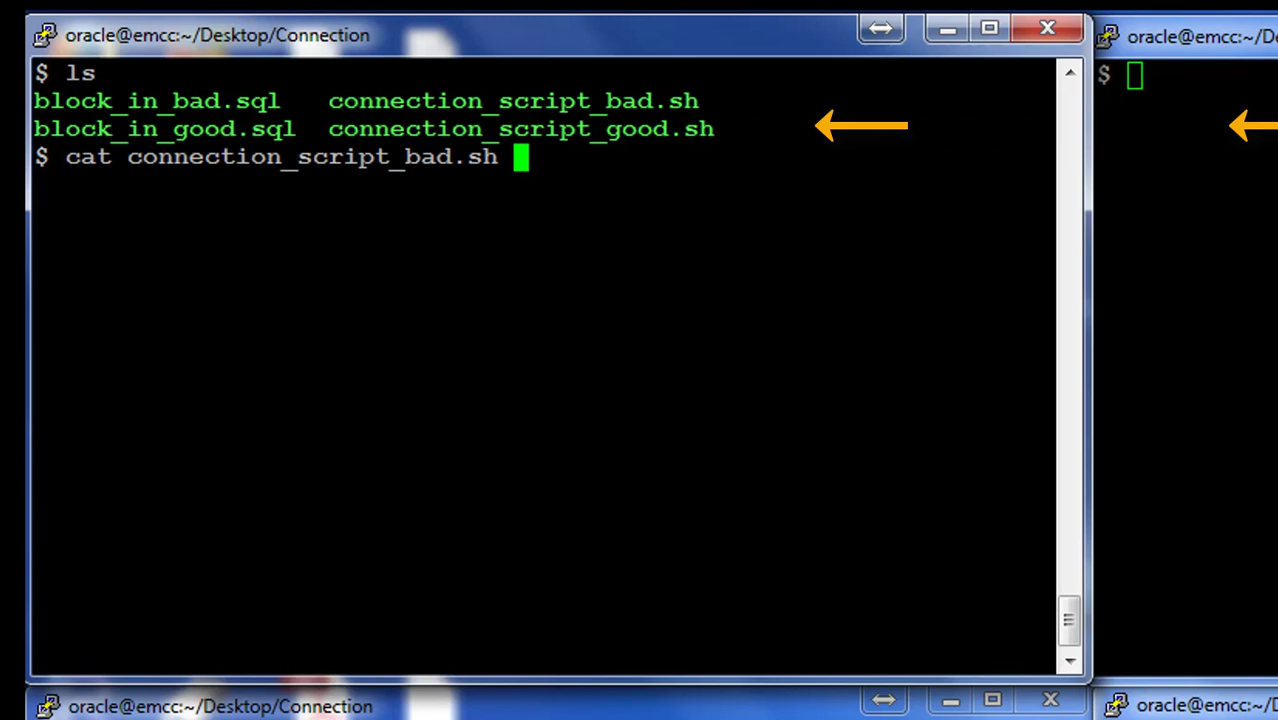 oracle@emcc:~/Desktop/Connection
oracle@emcc:~/De
$ ls
block_in_bad.sql connection_script_bad.sh
block_in_good.sql connection_script_good.sh
$ cat connection_script_bad.sh
$
oracle@emcc:~/Desktop/Connection
oracle@emcc:~/D